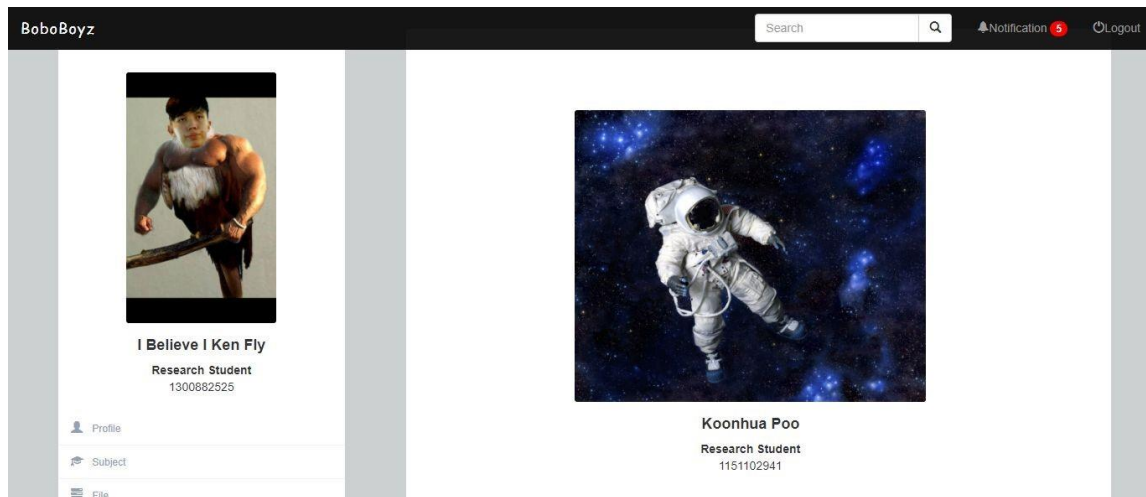 BoboBoyz
Search
Notification 5
Logout
I Believe I Ken Fly
Research Student
1300882525
Profile
Subject
File
Koonhua Poo
Research Student
1151102941